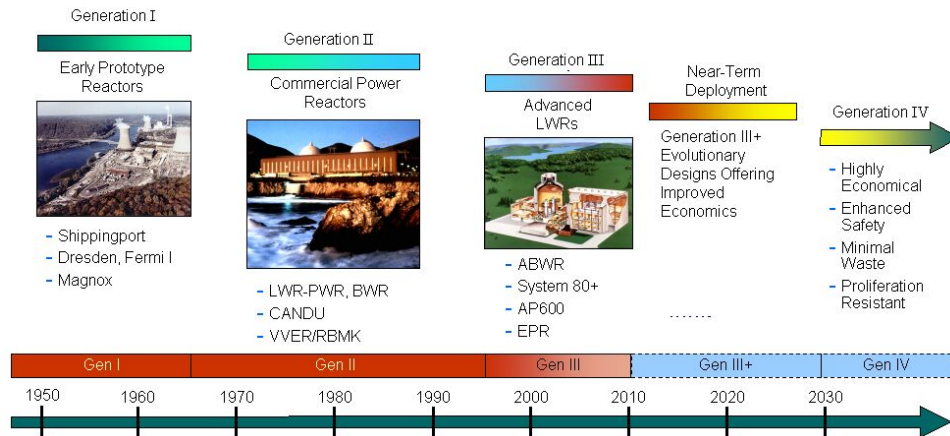 Generation I
Early Prototype
Reactors
- Shippingport
- Dresden, Fermi I
- Magnox
Generation II
Commercial Power
Reactors
- LWR-PWR, BWR
- CANDU
- VVER/RBMK
Generation III
Advanced
LWRs
- ABWR
- System 80+
- AP600
- EPR
Near-Term
Deployment
Generation III+
Evolutionary
Designs Offering
Improved
Economics
Generation IV
- Highly
Economical
- Enhanced
Safety
- Minimal
Waste
- Proliferation
Resistant
Gen I Gen II Gen III Gen III+ Gen IV
1950 1960 1970 1980 1990 2000 2010 2020 2030